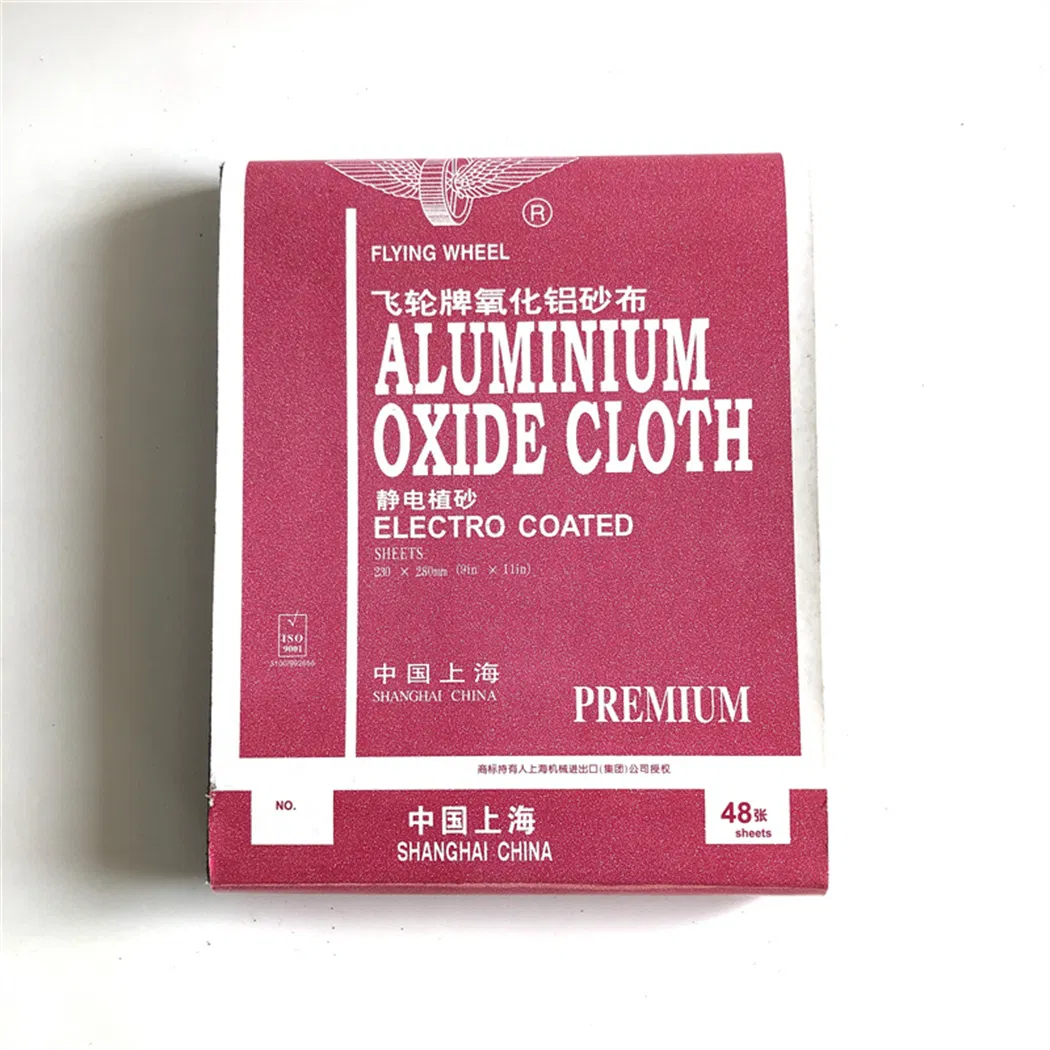 ®
FLYING WHEEL
飞轮牌氧化铝砂布
ALUMINIUM
OXIDE CLOTH
静电植砂
ELECTRO COATED
SHEETS
230 × 280mm (9in × 11in)
√
ISO
9001
中国上海
SHANGHAI CHINA
PREMIUM
商标持有人上海机械进出口(集团)公司授权
NO.
中国上海
SHANGHAI CHINA
48张
sheets